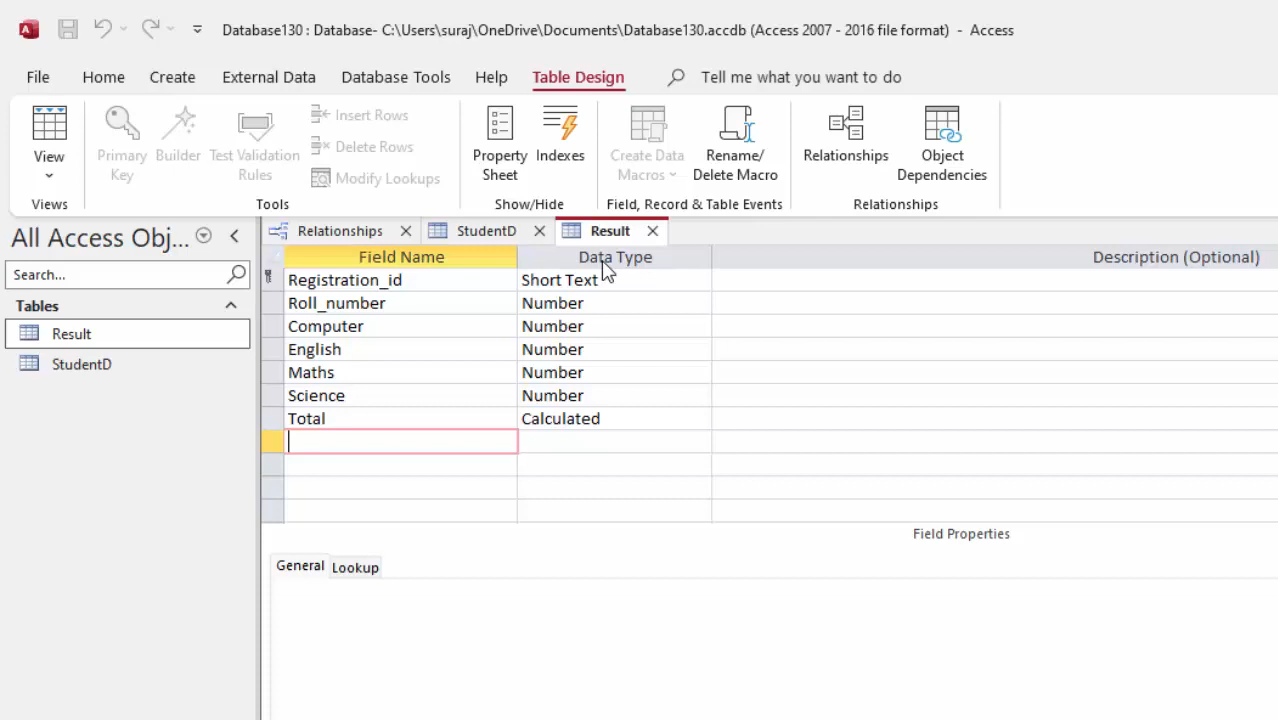 Database130 : Database- C:\Users\suraj\OneDrive\Documents\Database130.accdb (Access 2007 - 2016 file format) - Access
File Home Create External Data Database Tools Help Table Design Tell me what you want to do
View
Views
Primary Key
Builder
Test Validation Rules
Insert Rows
Delete Rows
Modify Lookups
Tools
Property Sheet
Indexes
Show/Hide
Create Data Macros
Rename/ Delete Macro
Field, Record & Table Events
Relationships
Object Dependencies
Relationships
All Access Obj...
Search...
Tables
Result
StudentD
Relationships StudentD Result
Field Name Data Type Description (Optional)
Registration_id Short Text
Roll_number Number
Computer Number
English Number
Maths Number
Science Number
Total Calculated
Field Properties
General Lookup